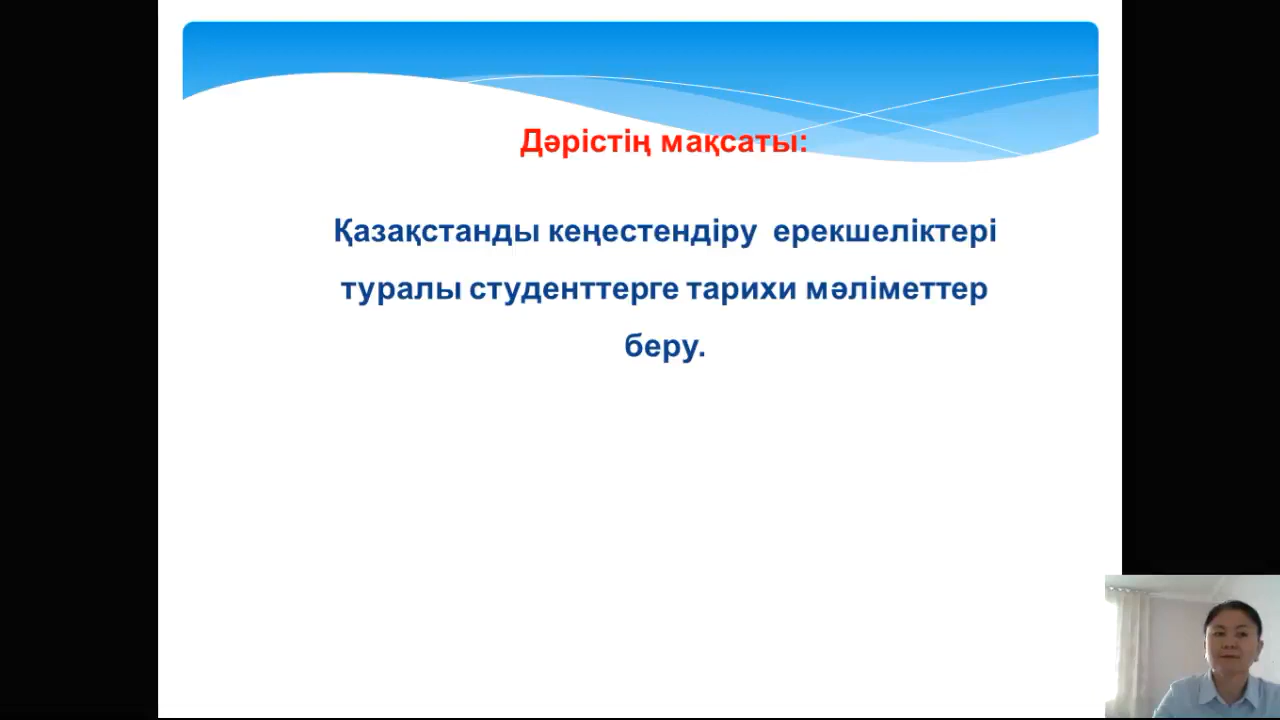 Дәрістің мақсаты:
Қазақстанды кеңестендіру ерекшеліктері
туралы студенттерге тарихи мәліметтер
беру.